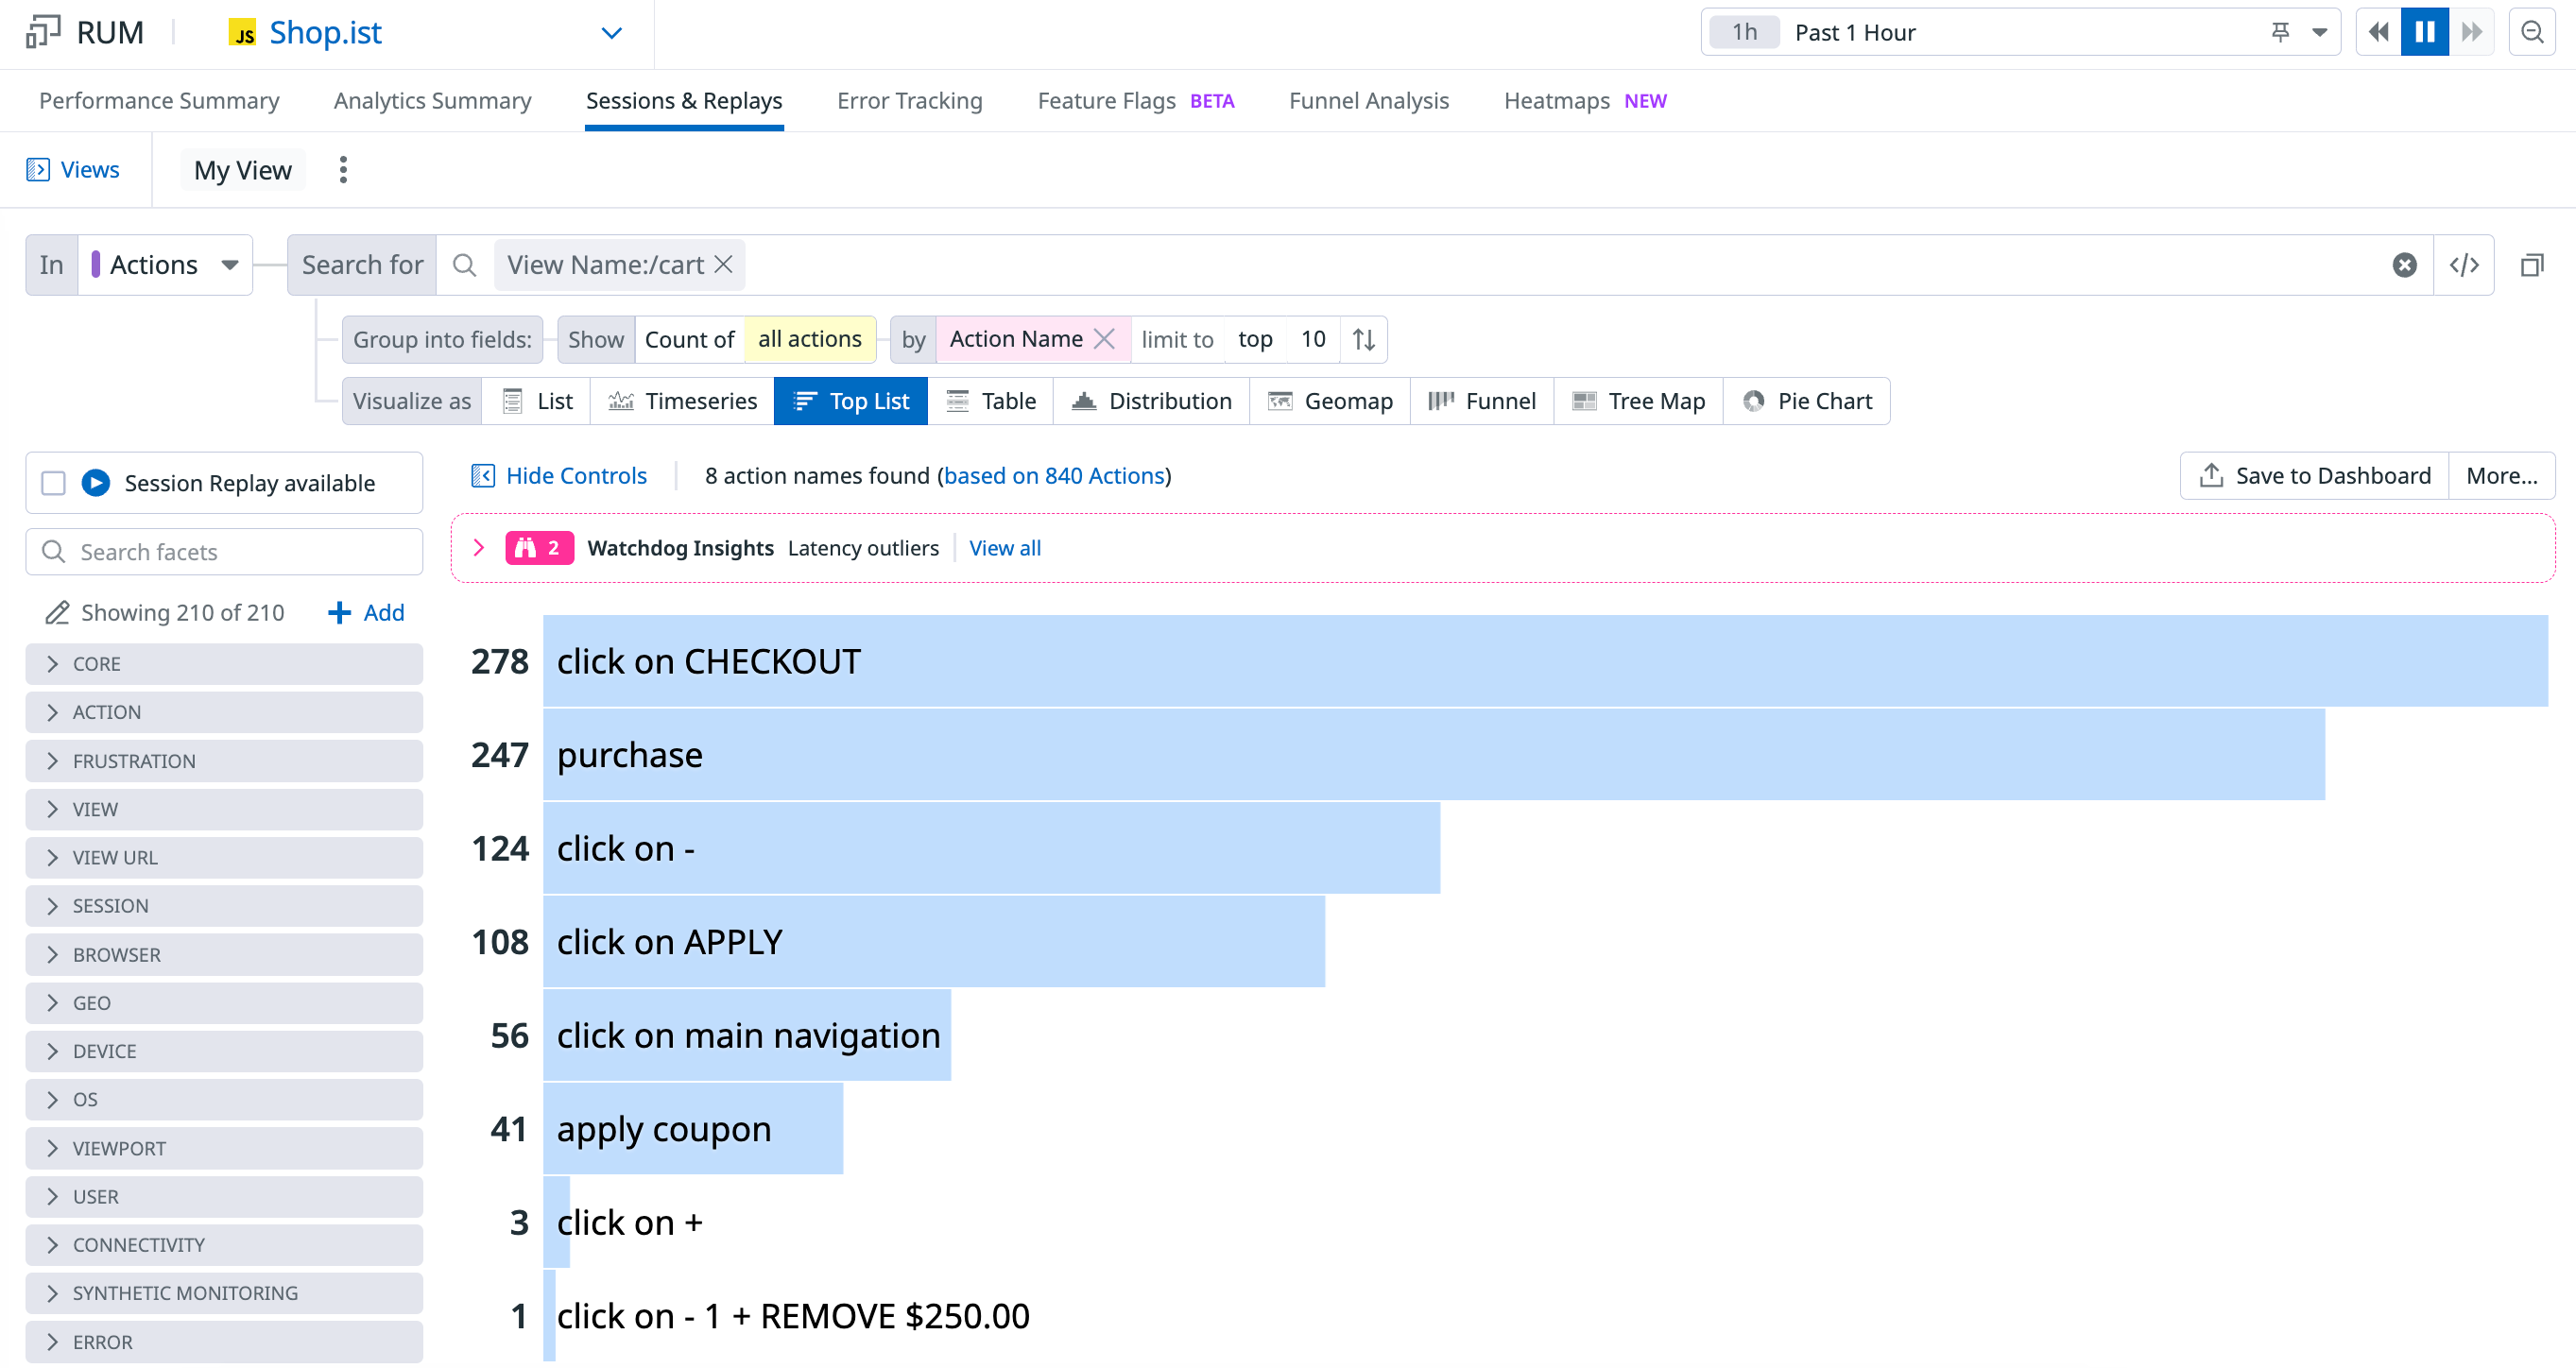 RUM JS Shop.ist 1h Past 1 Hour
Performance Summary Analytics Summary Sessions & Replays Error Tracking Feature Flags BETA Funnel Analysis Heatmaps NEW
Views My View
In Actions Search for View Name:/cart </>
Group into fields: Show Count of all actions by Action Name limit to top 10
Visualize as List Timeseries Top List Table Distribution Geomap Funnel Tree Map Pie Chart
Session Replay available
Hide Controls 8 action names found (based on 840 Actions) Save to Dashboard More...
2 Watchdog Insights Latency outliers View all
Search facets
Showing 210 of 210 Add
CORE
ACTION
FRUSTRATION
VIEW
VIEW URL
SESSION
BROWSER
GEO
DEVICE
OS
VIEWPORT
USER
CONNECTIVITY
SYNTHETIC MONITORING
ERROR
278 click on CHECKOUT
247 purchase
124 click on -
108 click on APPLY
56 click on main navigation
41 apply coupon
3 click on +
1 click on - 1 + REMOVE $250.00